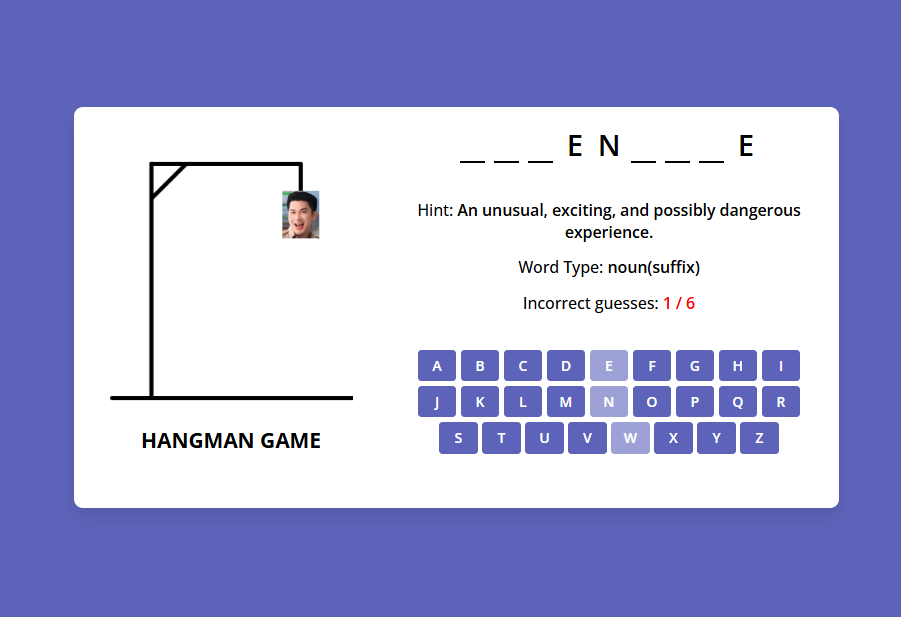 _ _ _ E N _ _ _ E
Hint: An unusual, exciting, and possibly dangerous
experience.
Word Type: noun(suffix)
Incorrect guesses: 1 / 6
A B C D E F G H I
J K L M N O P Q R
S T U V W X Y Z
HANGMAN GAME